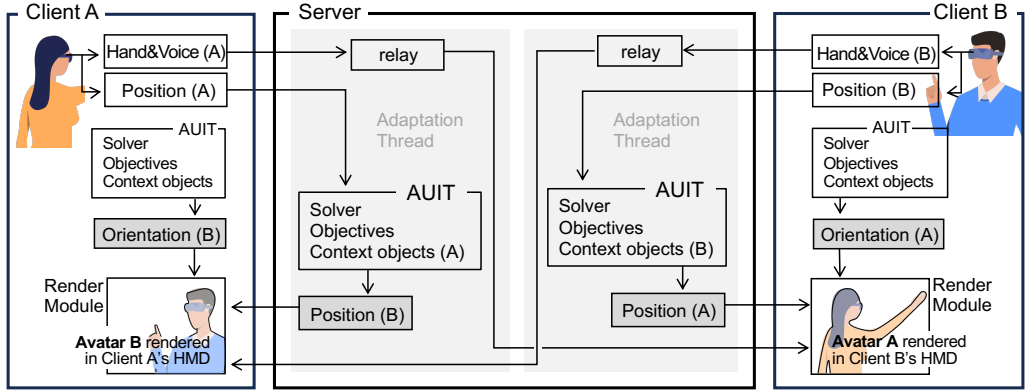 Client A
Hand&Voice (A)
Position (A)
AUIT
Solver
Objectives
Context objects
Orientation (B)
Render
Module
Avatar B rendered
in Client A's HMD
Server
relay
Adaptation
Thread
AUIT
Solver
Objectives
Context objects (A)
Position (B)
relay
Adaptation
Thread
AUIT
Solver
Objectives
Context objects (B)
Position (A)
Client B
Hand&Voice (B)
Position (B)
AUIT
Solver
Objectives
Context objects
Orientation (A)
Render
Module
Avatar A rendered
in Client B's HMD